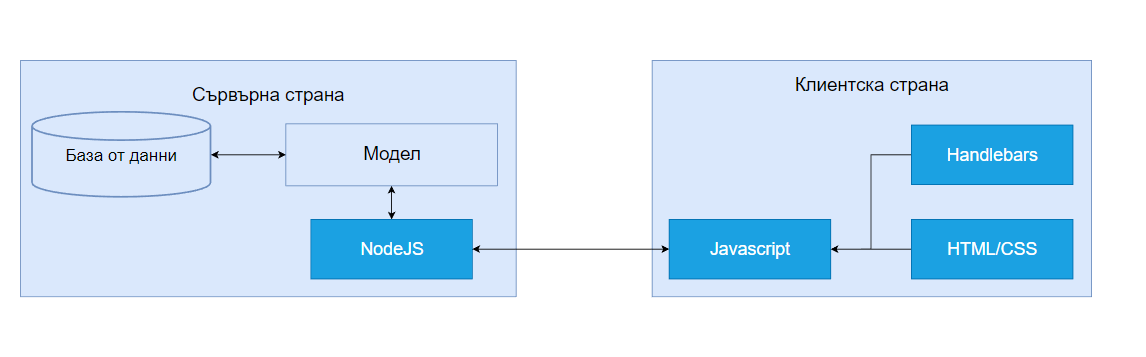 Сървърна страна
База от данни
Модел
NodeJS
Клиентска страна
Handlebars
Javascript
HTML/CSS